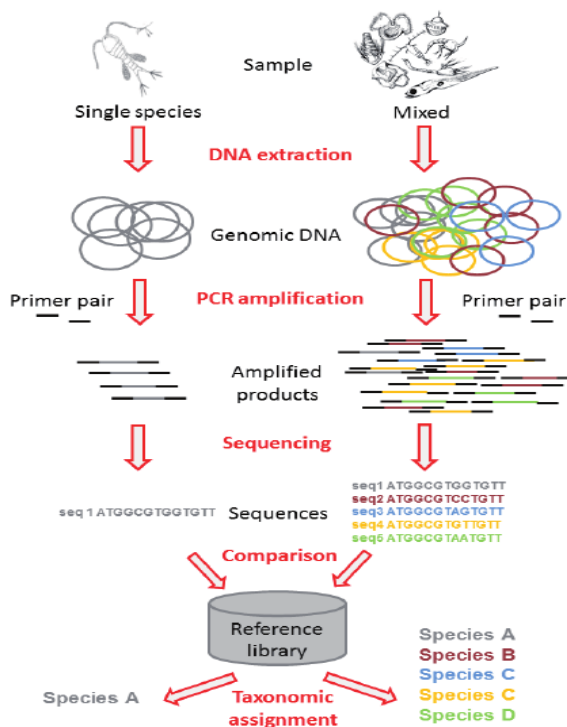 Sample
Single species
Mixed
DNA extraction
Genomic DNA
Primer pair
PCR amplification
Primer pair
Amplified
products
Sequencing
seq 1 ATGGCGTGGTGTT
Sequences
seq1 ATGGCGTGGTGTT
seq2 ATGGCGTCCTGTT
seq3 ATGGCGTAGTGTT
seq4 ATGGCGTGTTGTT
seq5 ATGGCGTAATGTT
Comparison
Reference
library
Species A
Taxonomic
assignment
Species A
Species B
Species C
Species C
Species D